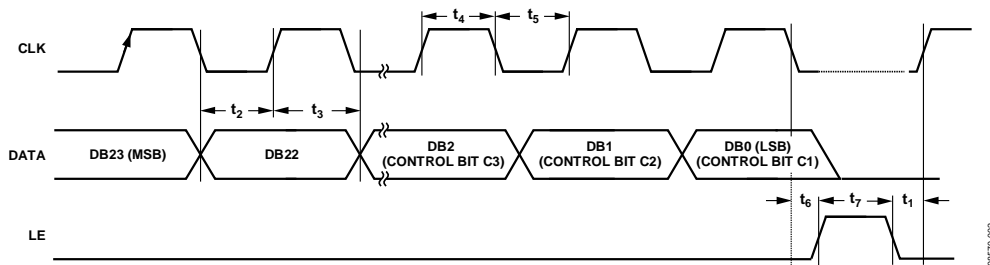 t4 t5
CLK
t2 t3
DATA
DB23 (MSB) DB22 DB2 (CONTROL BIT C3) DB1 (CONTROL BIT C2) DB0 (LSB) (CONTROL BIT C1)
t6 t7 t1
LE